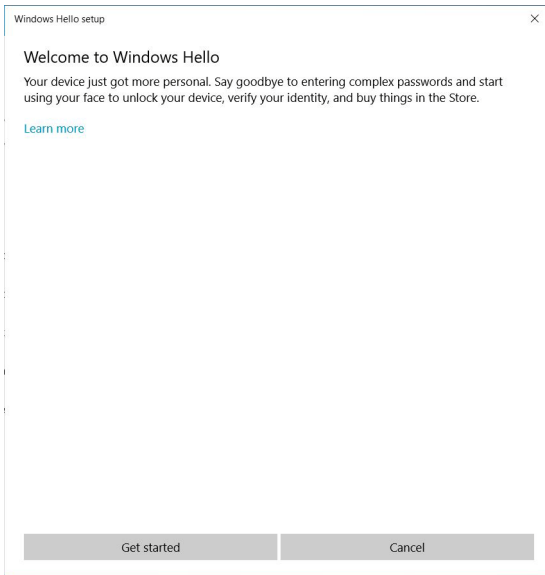 Windows Hello setup
Welcome to Windows Hello
Your device just got more personal. Say goodbye to entering complex passwords and start
using your face to unlock your device, verify your identity, and buy things in the Store.
Learn more
Get started
Cancel